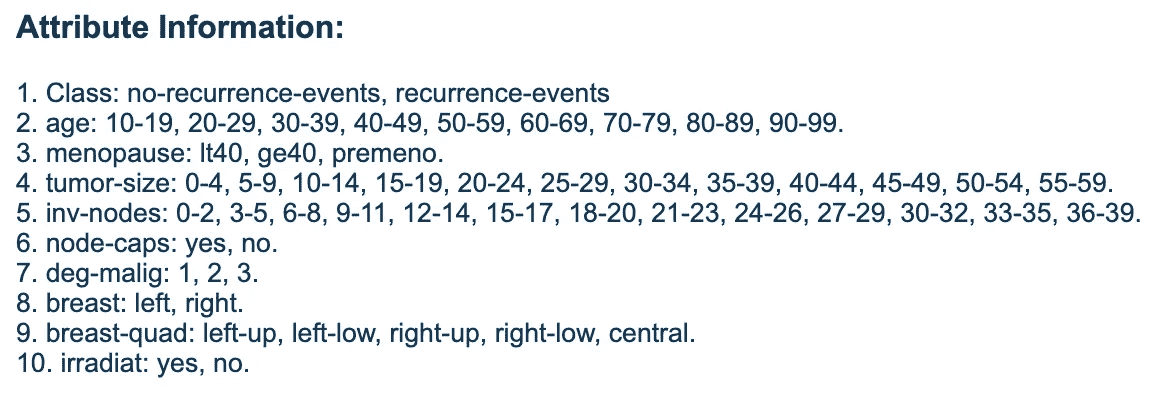 Attribute Information:
1. Class: no-recurrence-events, recurrence-events
2. age: 10-19, 20-29, 30-39, 40-49, 50-59, 60-69, 70-79, 80-89, 90-99.
3. menopause: lt40, ge40, premeno.
4. tumor-size: 0-4, 5-9, 10-14, 15-19, 20-24, 25-29, 30-34, 35-39, 40-44, 45-49, 50-54, 55-59.
5. inv-nodes: 0-2, 3-5, 6-8, 9-11, 12-14, 15-17, 18-20, 21-23, 24-26, 27-29, 30-32, 33-35, 36-39.
6. node-caps: yes, no.
7. deg-malig: 1, 2, 3.
8. breast: left, right.
9. breast-quad: left-up, left-low, right-up, right-low, central.
10. irradiat: yes, no.